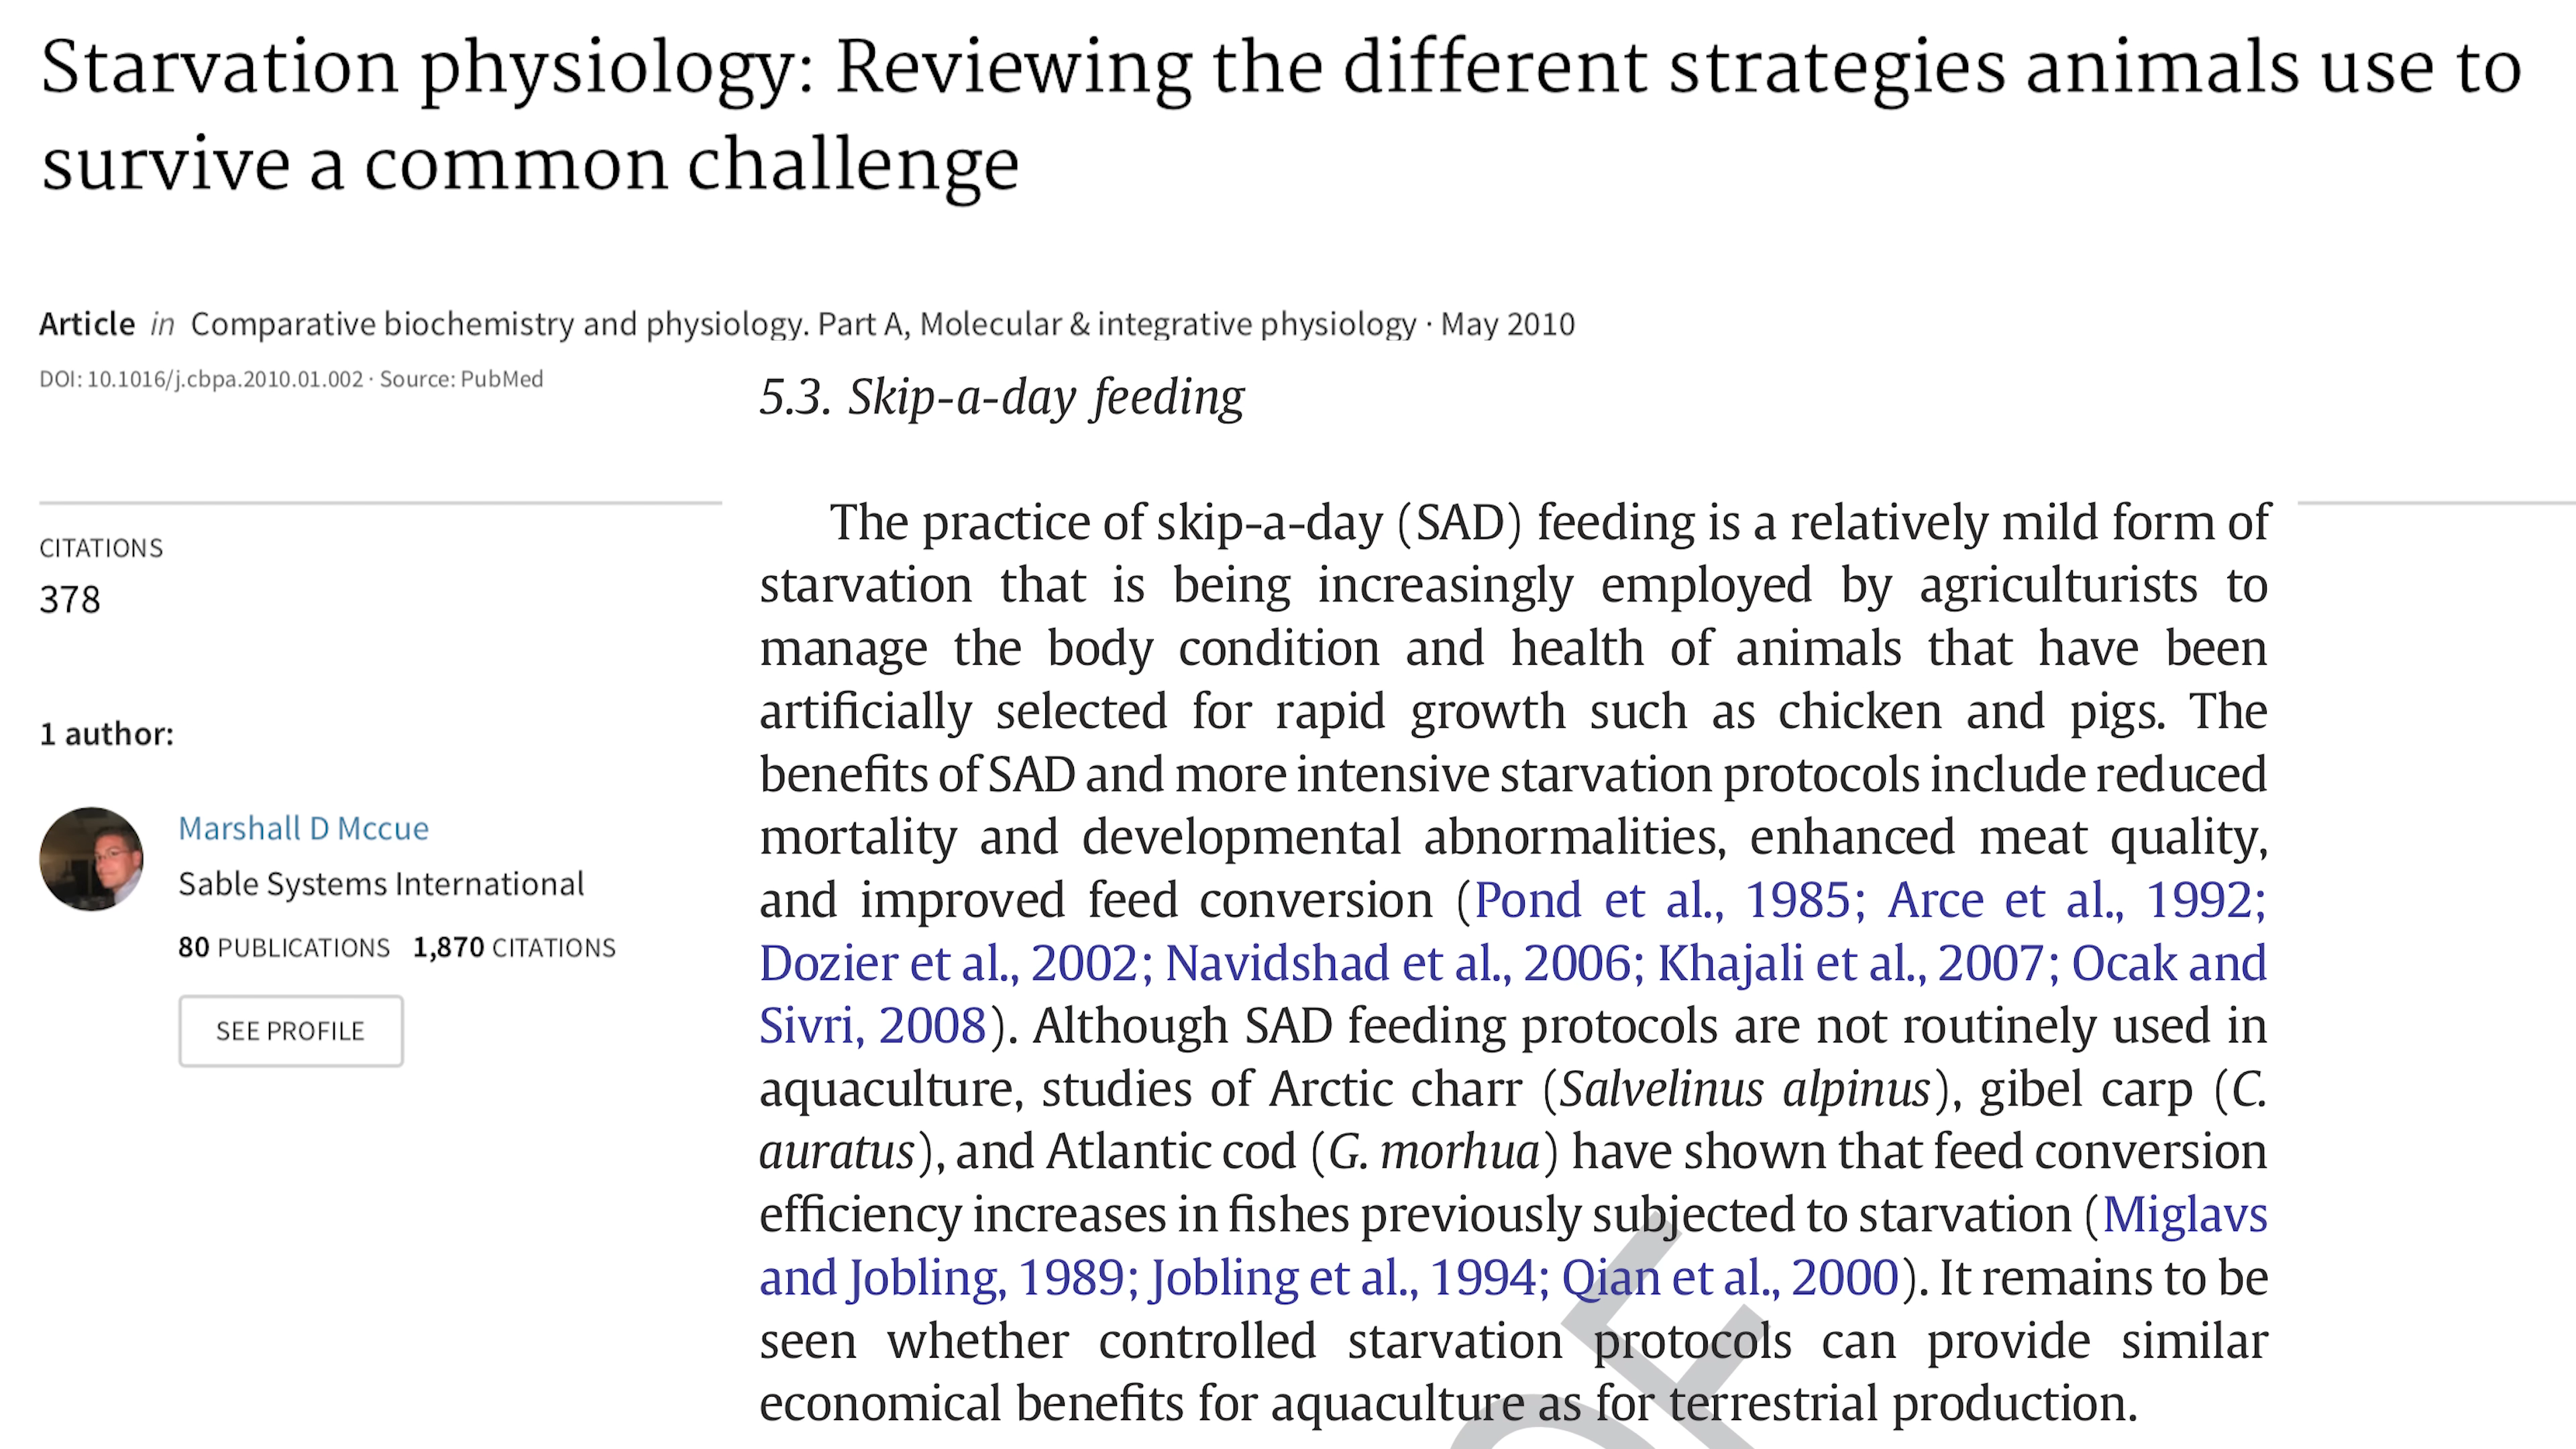 Starvation physiology: Reviewing the different strategies animals use to
survive a common challenge
Article in Comparative biochemistry and physiology. Part A, Molecular & integrative physiology · May 2010
DOI: 10.1016/j.cbpa.2010.01.002 · Source: PubMed
CITATIONS
378
1 author:
Marshall D Mccue
Sable Systems International
80 PUBLICATIONS 1,870 CITATIONS
SEE PROFILE
5.3. Skip-a-day feeding
The practice of skip-a-day (SAD) feeding is a relatively mild form of
starvation that is being increasingly employed by agriculturists to
manage the body condition and health of animals that have been
artificially selected for rapid growth such as chicken and pigs. The
benefits of SAD and more intensive starvation protocols include reduced
mortality and developmental abnormalities, enhanced meat quality,
and improved feed conversion (Pond et al., 1985; Arce et al., 1992;
Dozier et al., 2002; Navidshad et al., 2006; Khajali et al., 2007; Ocak and
Sivri, 2008). Although SAD feeding protocols are not routinely used in
aquaculture, studies of Arctic charr (Salvelinus alpinus), gibel carp (C.
auratus), and Atlantic cod (G. morhua) have shown that feed conversion
efficiency increases in fishes previously subjected to starvation (Miglavs
and Jobling, 1989; Jobling et al., 1994; Qian et al., 2000). It remains to be
seen whether controlled starvation protocols can provide similar
economical benefits for aquaculture as for terrestrial production.